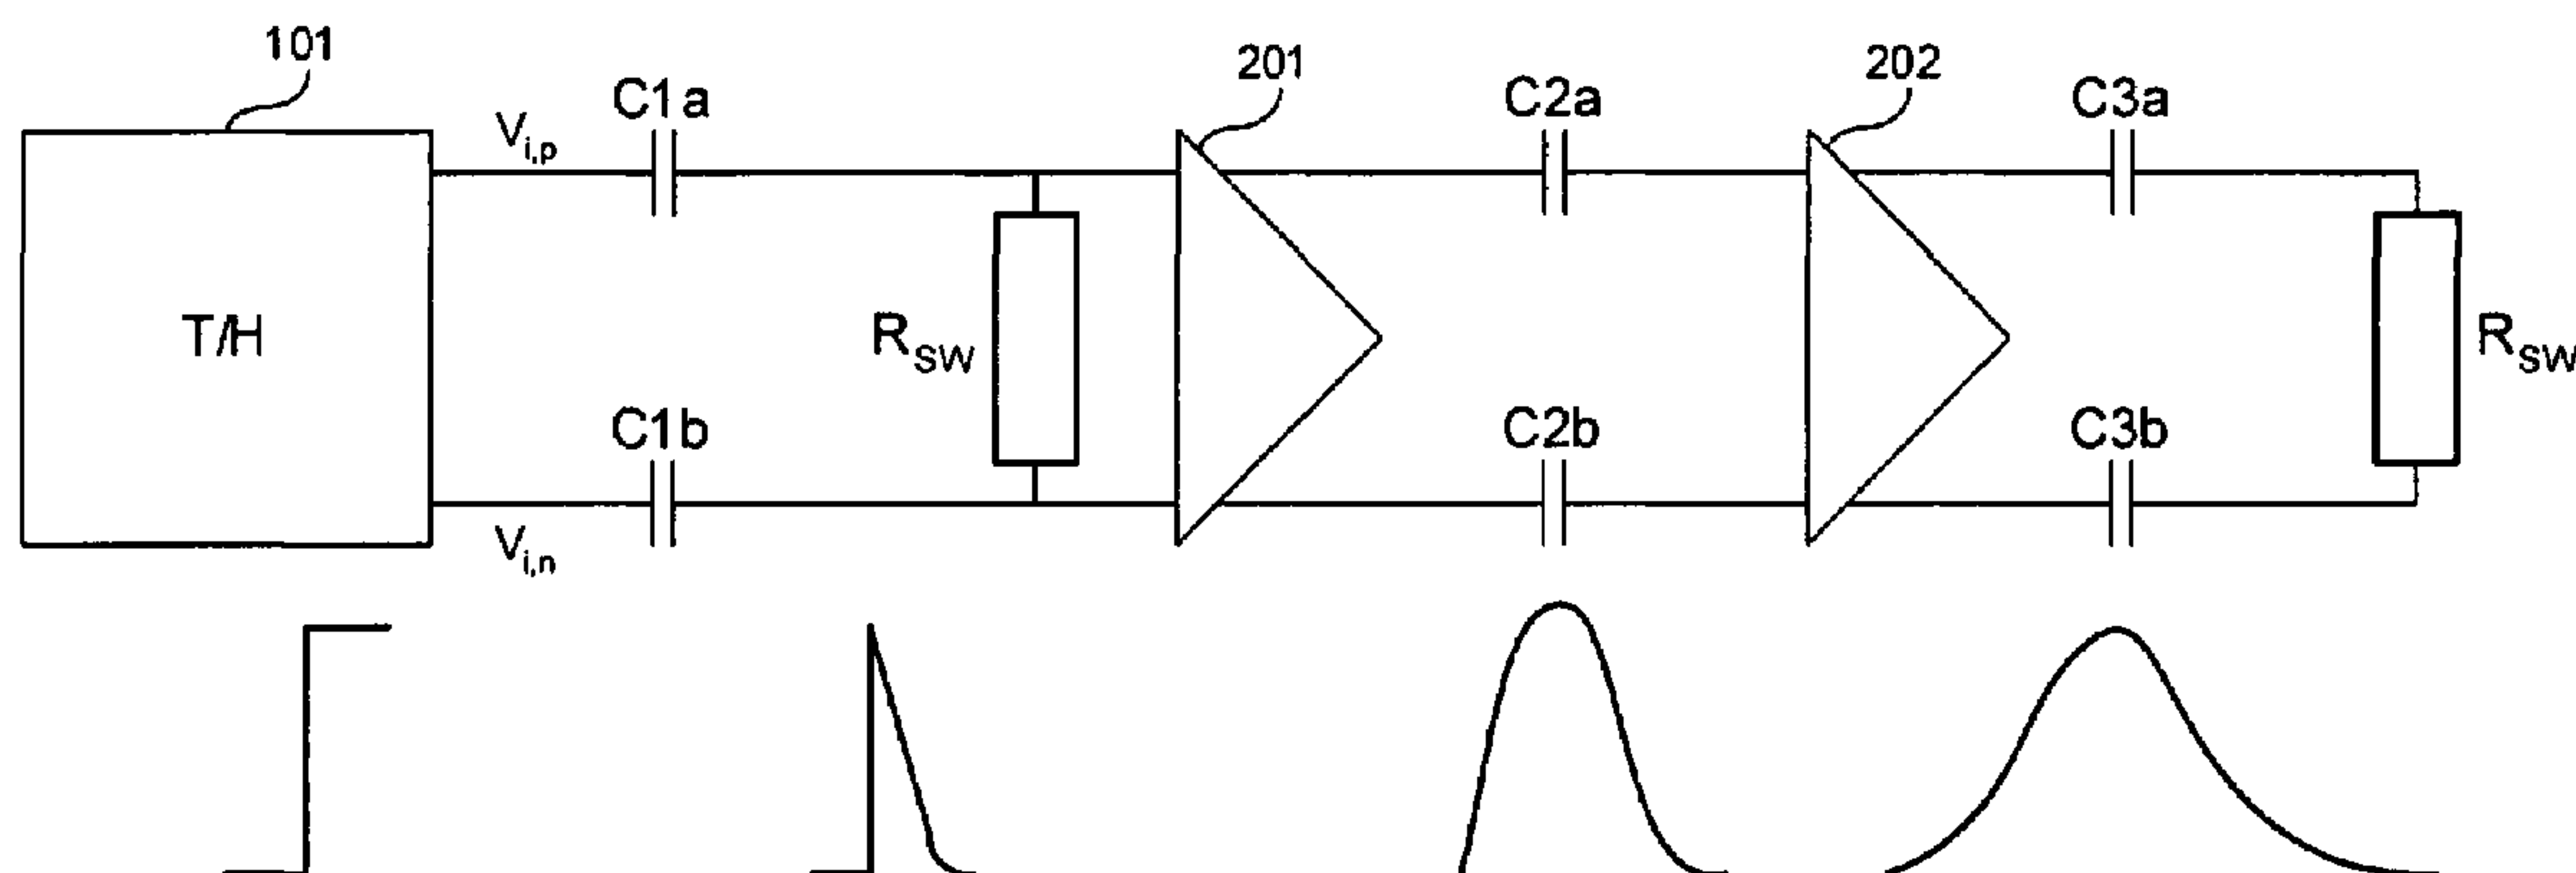 101
201
202
C1a
C2a
C3a
Vi,p
T/H
RSW
RSW
C1b
C2b
C3b
Vi,n